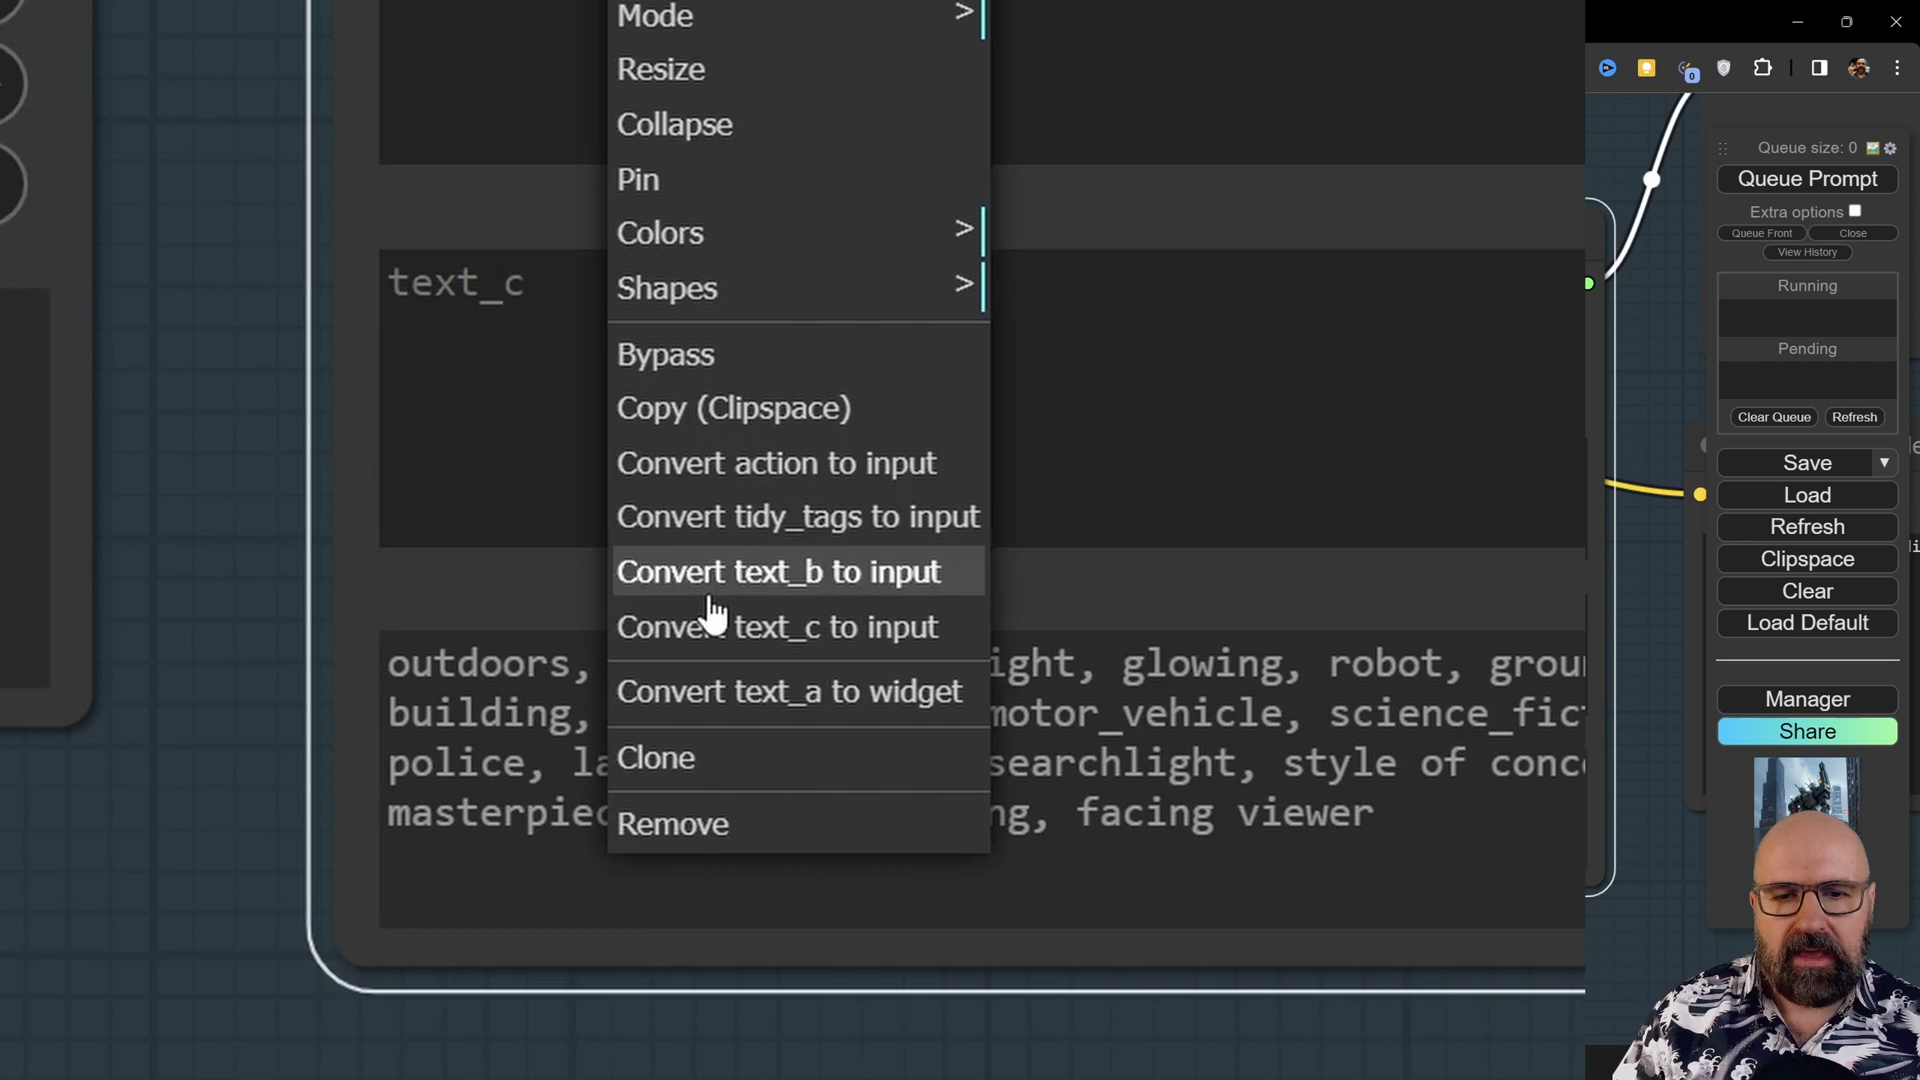 Mode >
Resize
Collapse
Pin
Colors >
Shapes >
Bypass
Copy (Clipspace)
Convert action to input
Convert tidy_tags to input
Convert text_b to input
Convert text_c to input
Convert text_a to widget
Clone
Remove
text_c
outdoors, ight, glowing, robot,
building, motor_vehicle,
police, searchlight, style of
ng, facing viewer
0
Queue size: 0
Queue Prompt
Extra options
Queue Front Close
View History
Running
Pending
Clear Queue Refresh
Save ▼
Load
Refresh
Clipspace
Clear
Load Default
Manager
Share